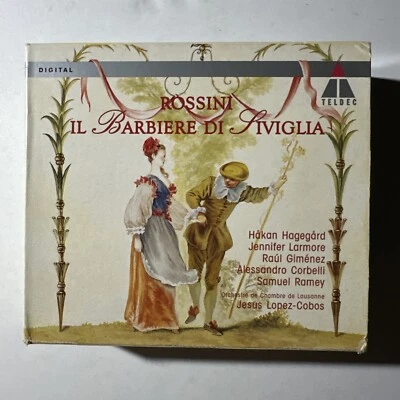 DIGITAL
TELDEC
ROSSINI
IL BARBIERE DI SIVIGLIA
Håkan Hagegård
Jennifer Larmore
Raúl Giménez
Alessandro Corbelli
Samuel Ramey
Orchestre de Chambre de Lausanne
Jesús López-Cobos